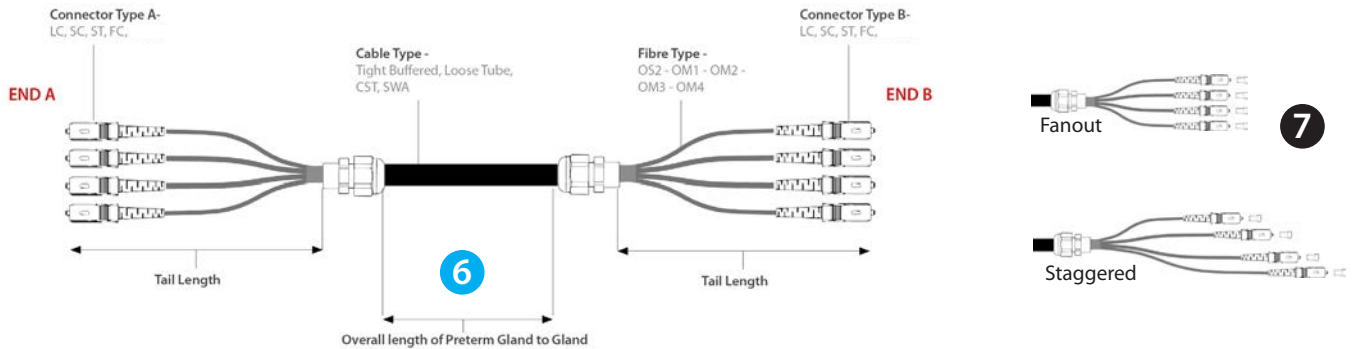 Connector Type A-
LC, SC, ST, FC,
Connector Type B-
LC, SC, ST, FC,
Cable Type -
Tight Buffered, Loose Tube,
CST, SWA
Fibre Type -
OS2 - OM1 - OM2 -
OM3 - OM4
END A
END B
Fanout
7
Staggered
Tail Length
6
Tail Length
Overall length of Preterm Gland to Gland